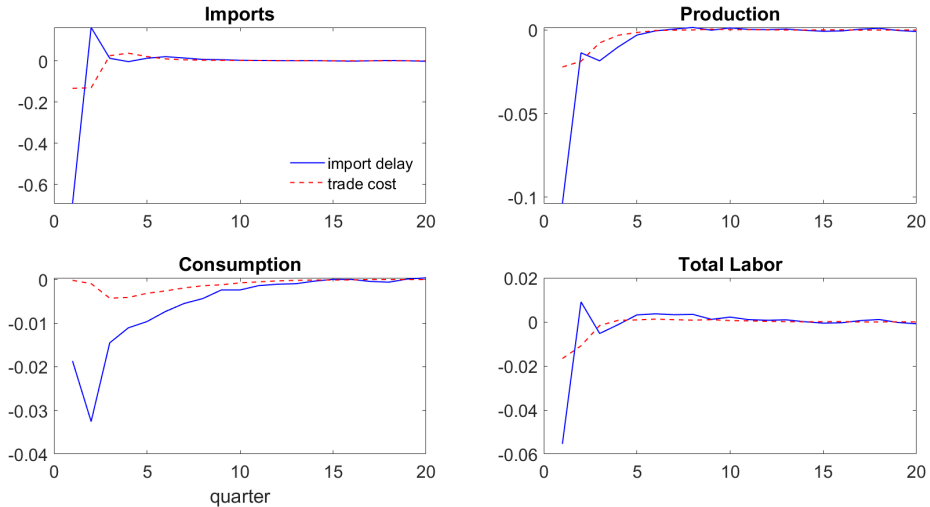 Imports
0
-0.2
-0.4
-0.6
0 5 10 15 20
import delay
trade cost
Production
0
-0.05
-0.1
0 5 10 15 20
Consumption
0
-0.01
-0.02
-0.03
-0.04
0 5 10 15 20
quarter
Total Labor
0.02
0
-0.02
-0.04
-0.06
0 5 10 15 20